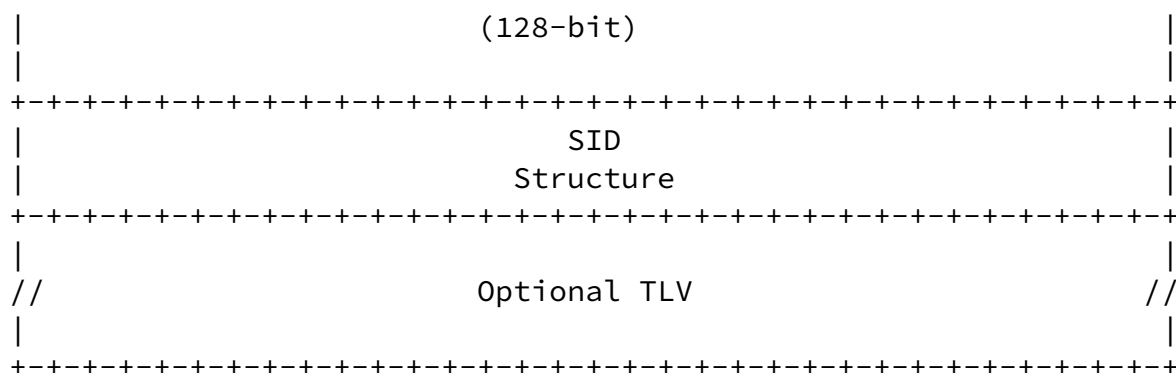 |                         (128-bit)                             |
|                                                               |
+-+-+-+-+-+-+-+-+-+-+-+-+-+-+-+-+-+-+-+-+-+-+-+-+-+-+-+-+-+-+-+-+
|                              SID                              |
|                           Structure                           |
+-+-+-+-+-+-+-+-+-+-+-+-+-+-+-+-+-+-+-+-+-+-+-+-+-+-+-+-+-+-+-+-+
|                                                               |
//                        Optional TLV                         //
|                                                               |
+-+-+-+-+-+-+-+-+-+-+-+-+-+-+-+-+-+-+-+-+-+-+-+-+-+-+-+-+-+-+-+-+